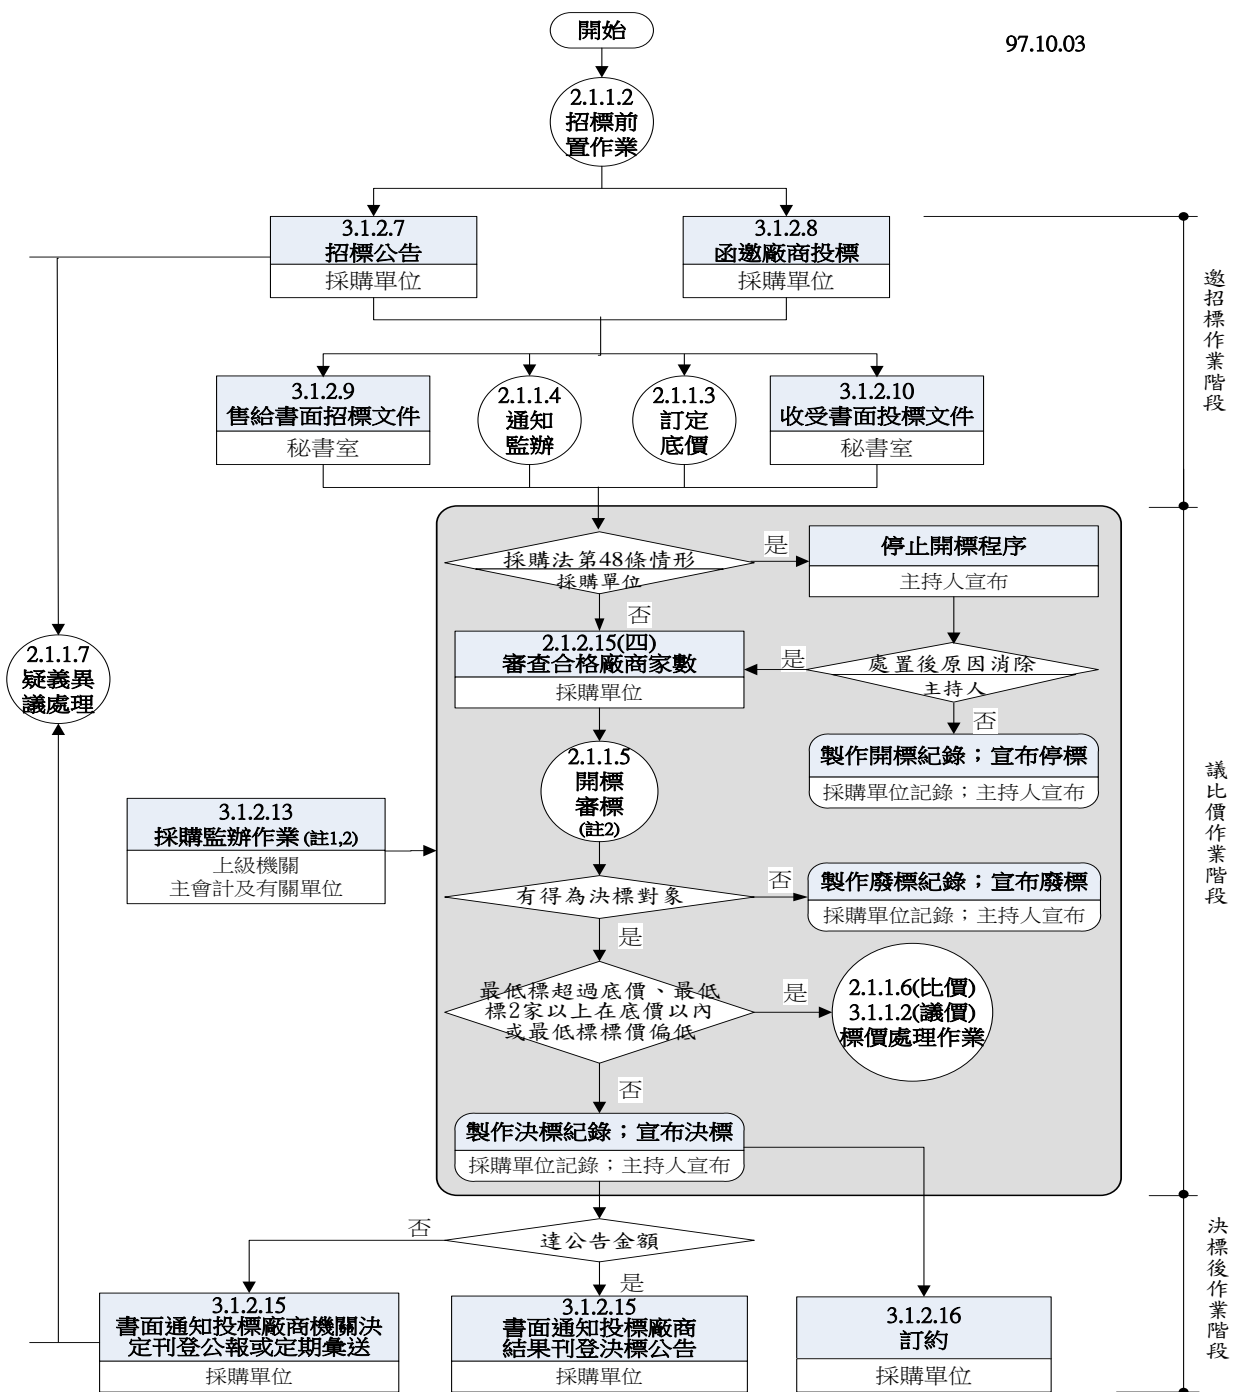 開始
97.10.03
2.1.1.2
招標前
置作業
3.1.2.7
招標公告
採購單位
3.1.2.8
函邀廠商投標
採購單位
邀招標作業階段
3.1.2.9
售給書面招標文件
秘書室
2.1.1.4
通知
監辦
2.1.1.3
訂定
底價
3.1.2.10
收受書面投標文件
秘書室
採購法第48條情形
採購單位
是
停止開標程序
主持人宣布
否
2.1.2.15(四)
審查合格廠商家數
採購單位
是
處置後原因消除
主持人
否
2.1.1.7
疑義異
議處理
製作開標紀錄；宣布停標
採購單位記錄；主持人宣布
2.1.1.5
開標
審標
(註2)
議比價作業階段
3.1.2.13
採購監辦作業(註1,2)
上級機關
主會計及有關單位
有得為決標對象
否
製作廢標紀錄；宣布廢標
採購單位記錄；主持人宣布
是
最低標超過底價、最低
標2家以上在底價以內
或最低標標價偏低
是
2.1.1.6(比價)
3.1.1.2(議價)
標價處理作業
否
製作決標紀錄；宣布決標
採購單位記錄；主持人宣布
否
達公告金額
是
決標後作業階段
3.1.2.15
書面通知投標廠商機關決
定刊登公報或定期彙送
採購單位
3.1.2.15
書面通知投標廠商
結果刊登決標公告
採購單位
3.1.2.16
訂約
採購單位